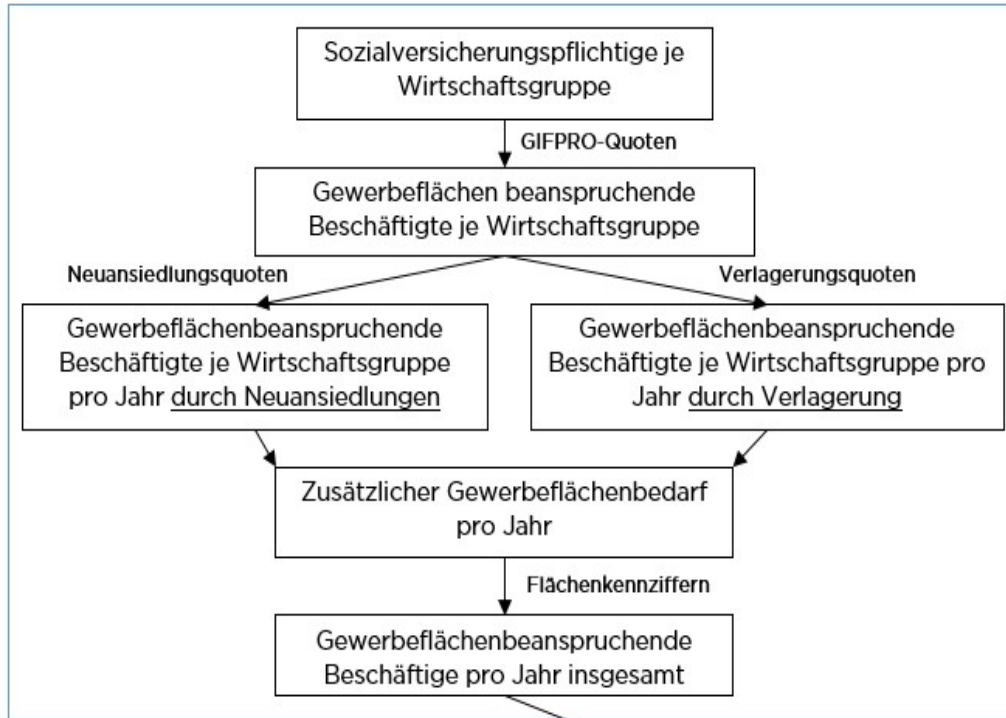 Sozialversicherungspflichtige je
Wirtschaftsgruppe
GIFPRO-Quoten
Gewerbeflächen beanspruchende
Beschäftigte je Wirtschaftsgruppe
Neuansiedlungsquoten
Verlagerungsquoten
Gewerbeflächenbeanspruchende
Beschäftigte je Wirtschaftsgruppe
pro Jahr durch Neuansiedlungen
Gewerbeflächenbeanspruchende
Beschäftigte je Wirtschaftsgruppe pro
Jahr durch Verlagerung
Zusätzlicher Gewerbeflächenbedarf
pro Jahr
Flächenkennziffern
Gewerbeflächenbeanspruchende
Beschäftige pro Jahr insgesamt